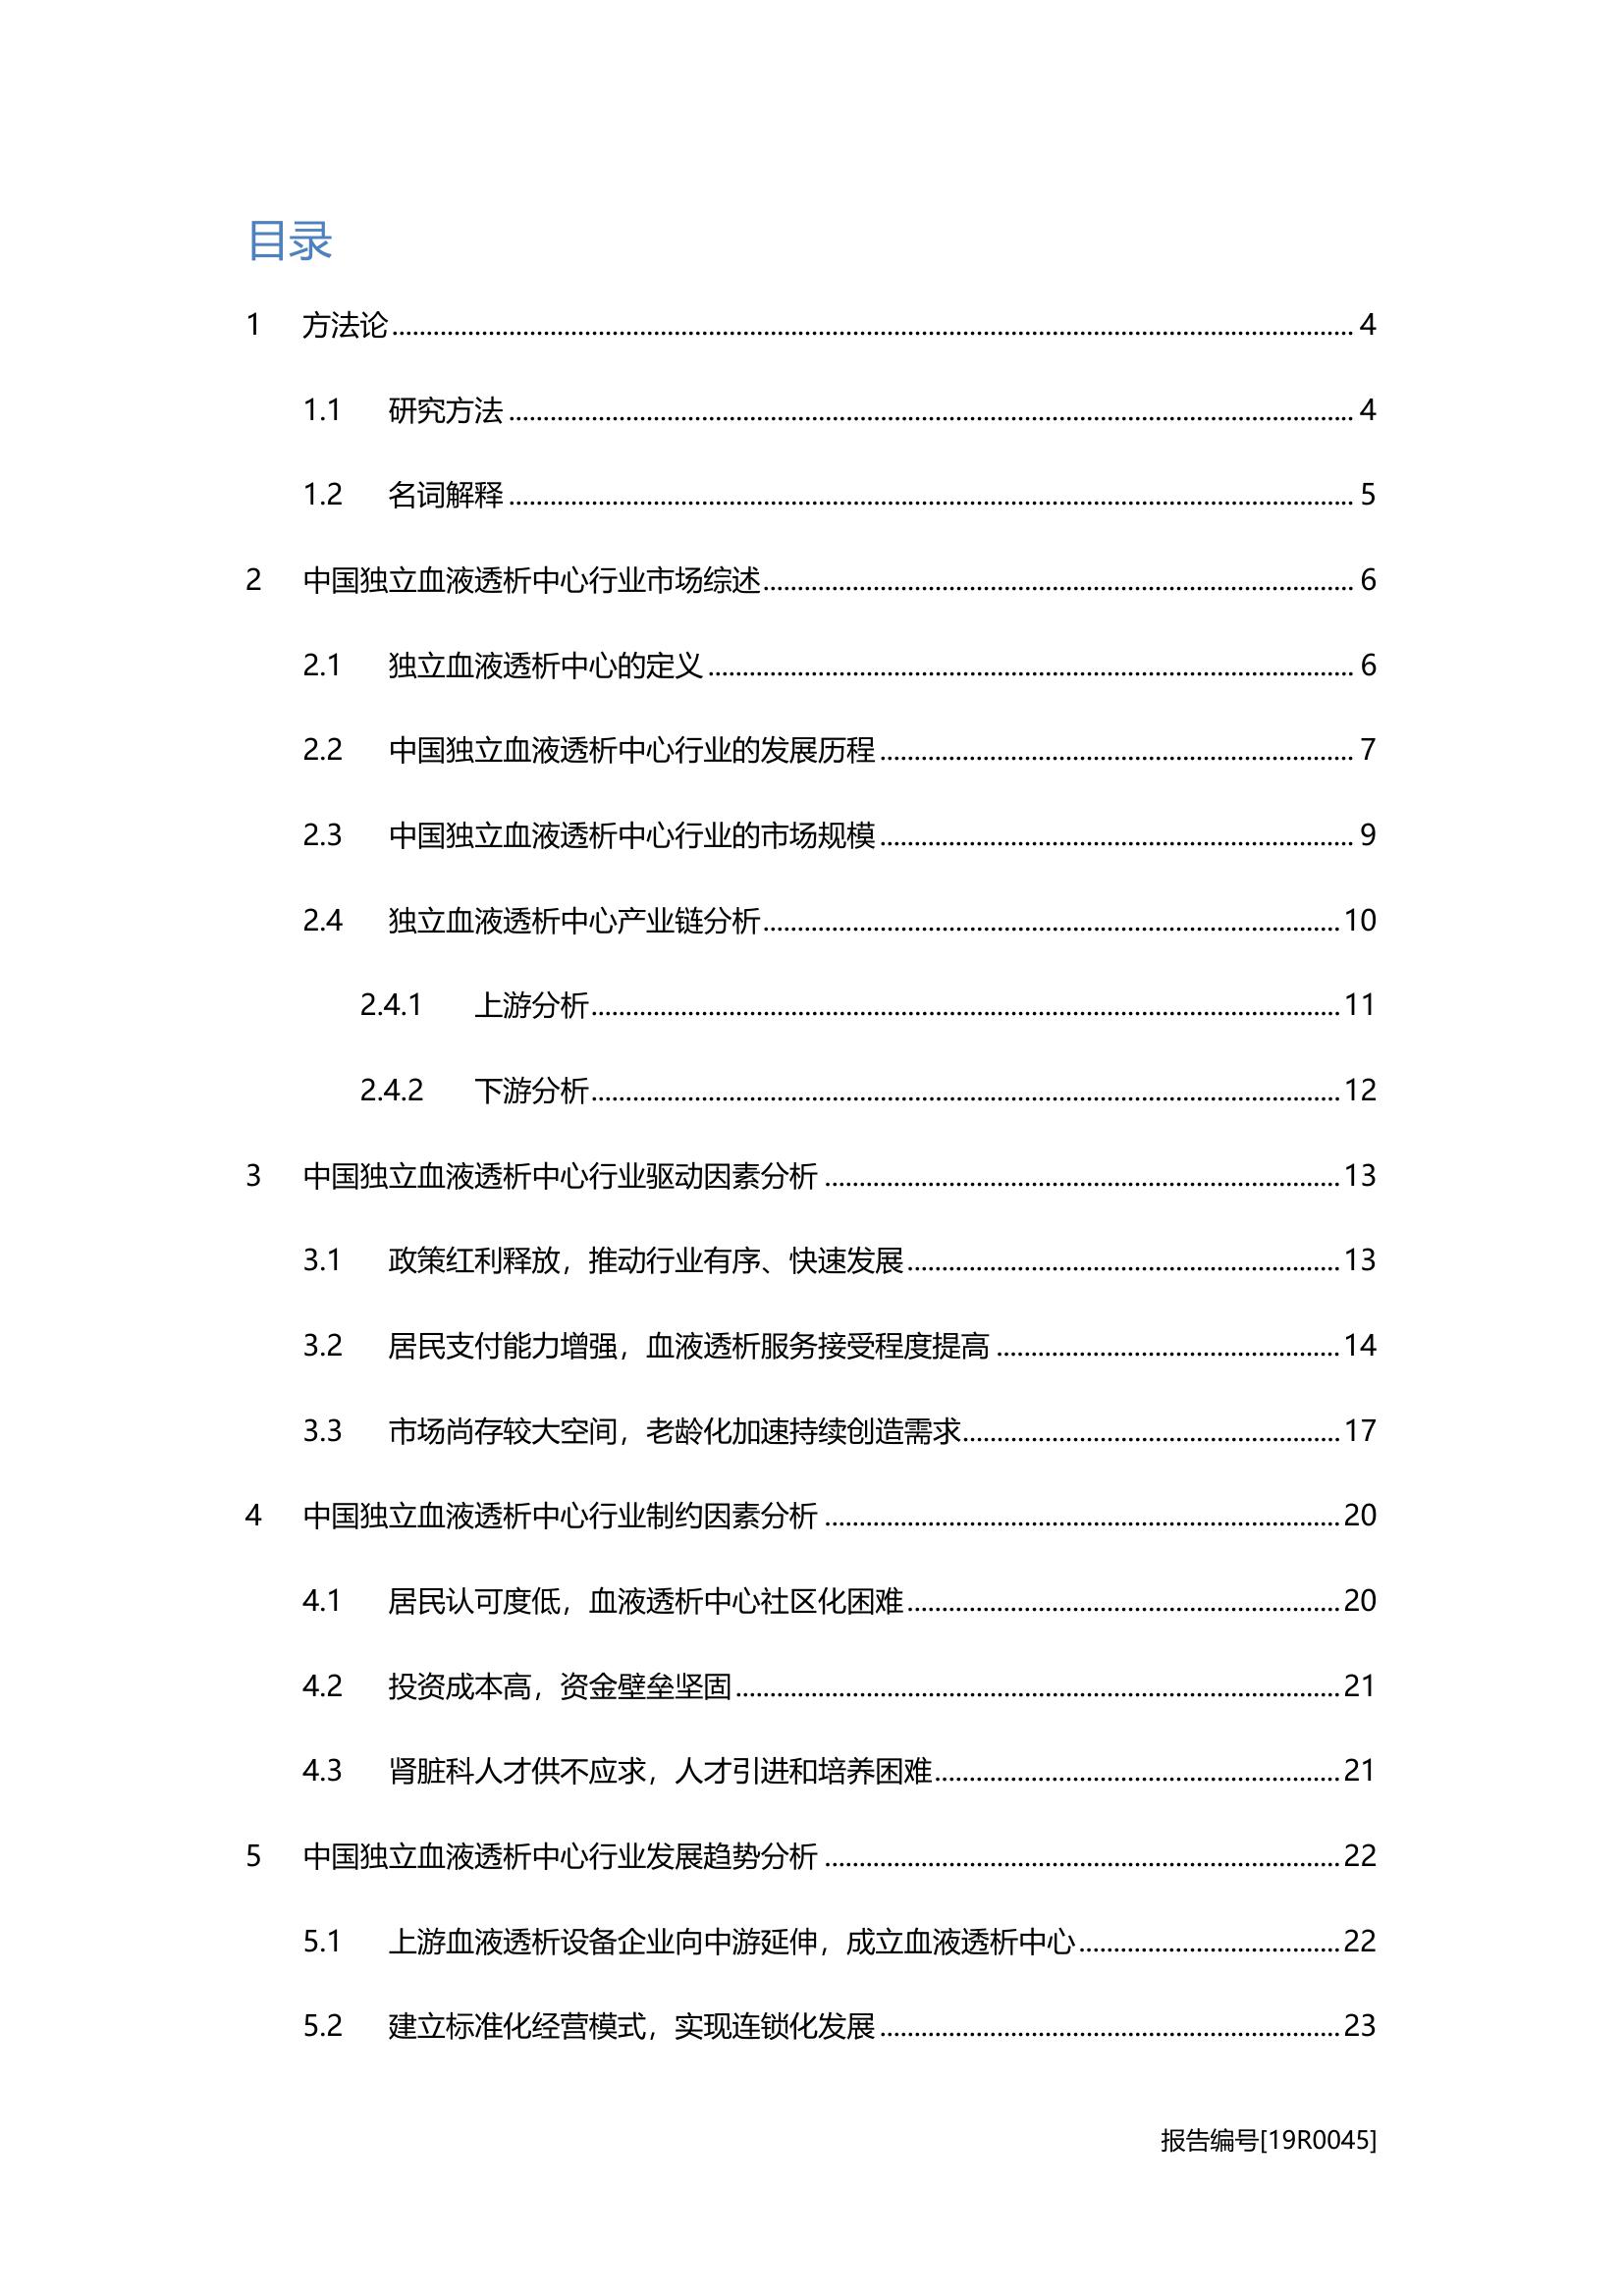 目录
1 方法论 4
1.1 研究方法 4
1.2 名词解释 5
2 中国独立血液透析中心行业市场综述 6
2.1 独立血液透析中心的定义 6
2.2 中国独立血液透析中心行业的发展历程 7
2.3 中国独立血液透析中心行业的市场规模 9
2.4 独立血液透析中心产业链分析 10
2.4.1 上游分析 11
2.4.2 下游分析 12
3 中国独立血液透析中心行业驱动因素分析 13
3.1 政策红利释放，推动行业有序、快速发展 13
3.2 居民支付能力增强，血液透析服务接受程度提高 14
3.3 市场尚存较大空间，老龄化加速持续创造需求 17
4 中国独立血液透析中心行业制约因素分析 20
4.1 居民认可度低，血液透析中心社区化困难 20
4.2 投资成本高，资金壁垒坚固 21
4.3 肾脏科人才供不应求，人才引进和培养困难 21
5 中国独立血液透析中心行业发展趋势分析 22
5.1 上游血液透析设备企业向中游延伸，成立血液透析中心 22
5.2 建立标准化经营模式，实现连锁化发展 23
报告编号[19R0045]